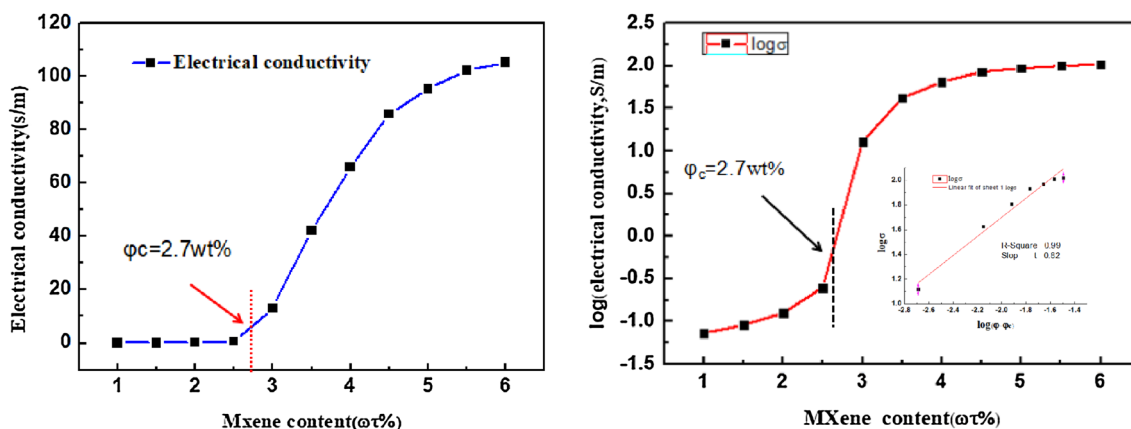 120
100
80
60
40
20
0
Electrical conductivity(s/m)
Electrical conductivity
φc=2.7wt%
1 2 3 4 5 6
Mxene content(ωτ%)
2.5
2.0
1.5
1.0
0.5
0.0
-0.5
-1.0
-1.5
log(electrical conductivity,S/m)
logσ
φc=2.7wt%
1 2 3 4 5 6
MXene content(ωτ%)
2.2
2.0
1.8
1.6
1.4
1.2
1.0
logσ
logσ
Linear fit of sheet 1 logσ
R-Square 0.99
Slop
-2.8 -2.6 -2.4 -2.2 -2.0 -1.8 -1.6 -1.4
log(φ φc)